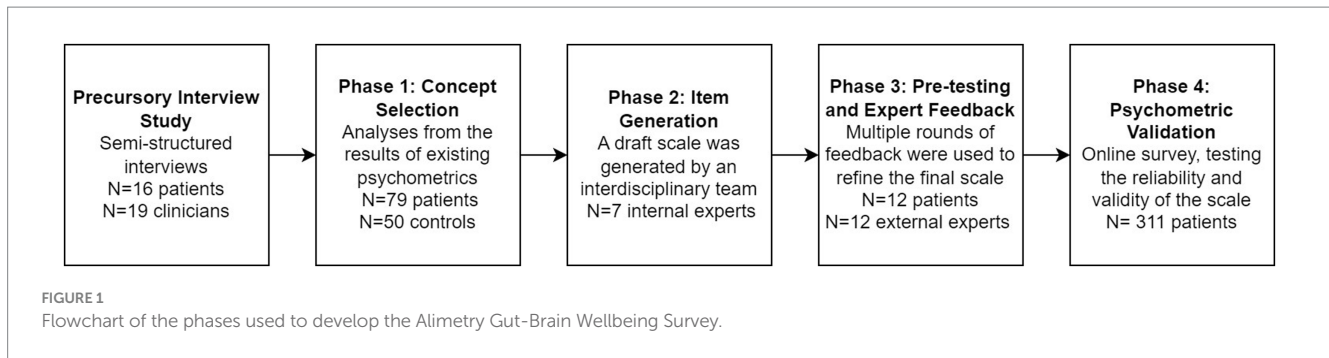 Precursory Interview
Study
Semi-structured
interviews
N=16 patients
N=19 clinicians
Phase 1: Concept
Selection
Analyses from the
results of existing
psychometrics
N=79 patients
N=50 controls
Phase 2: Item
Generation
A draft scale was
generated by an
interdisciplinary team
N=7 internal experts
Phase 3: Pre-testing
and Expert Feedback
Multiple rounds of
feedback were used to
refine the final scale
N=12 patients
N=12 external experts
Phase 4:
Psychometric
Validation
Online survey, testing
the reliability and
validity of the scale
N= 311 patients
FIGURE 1
Flowchart of the phases used to develop the Alimetry Gut-Brain Wellbeing Survey.